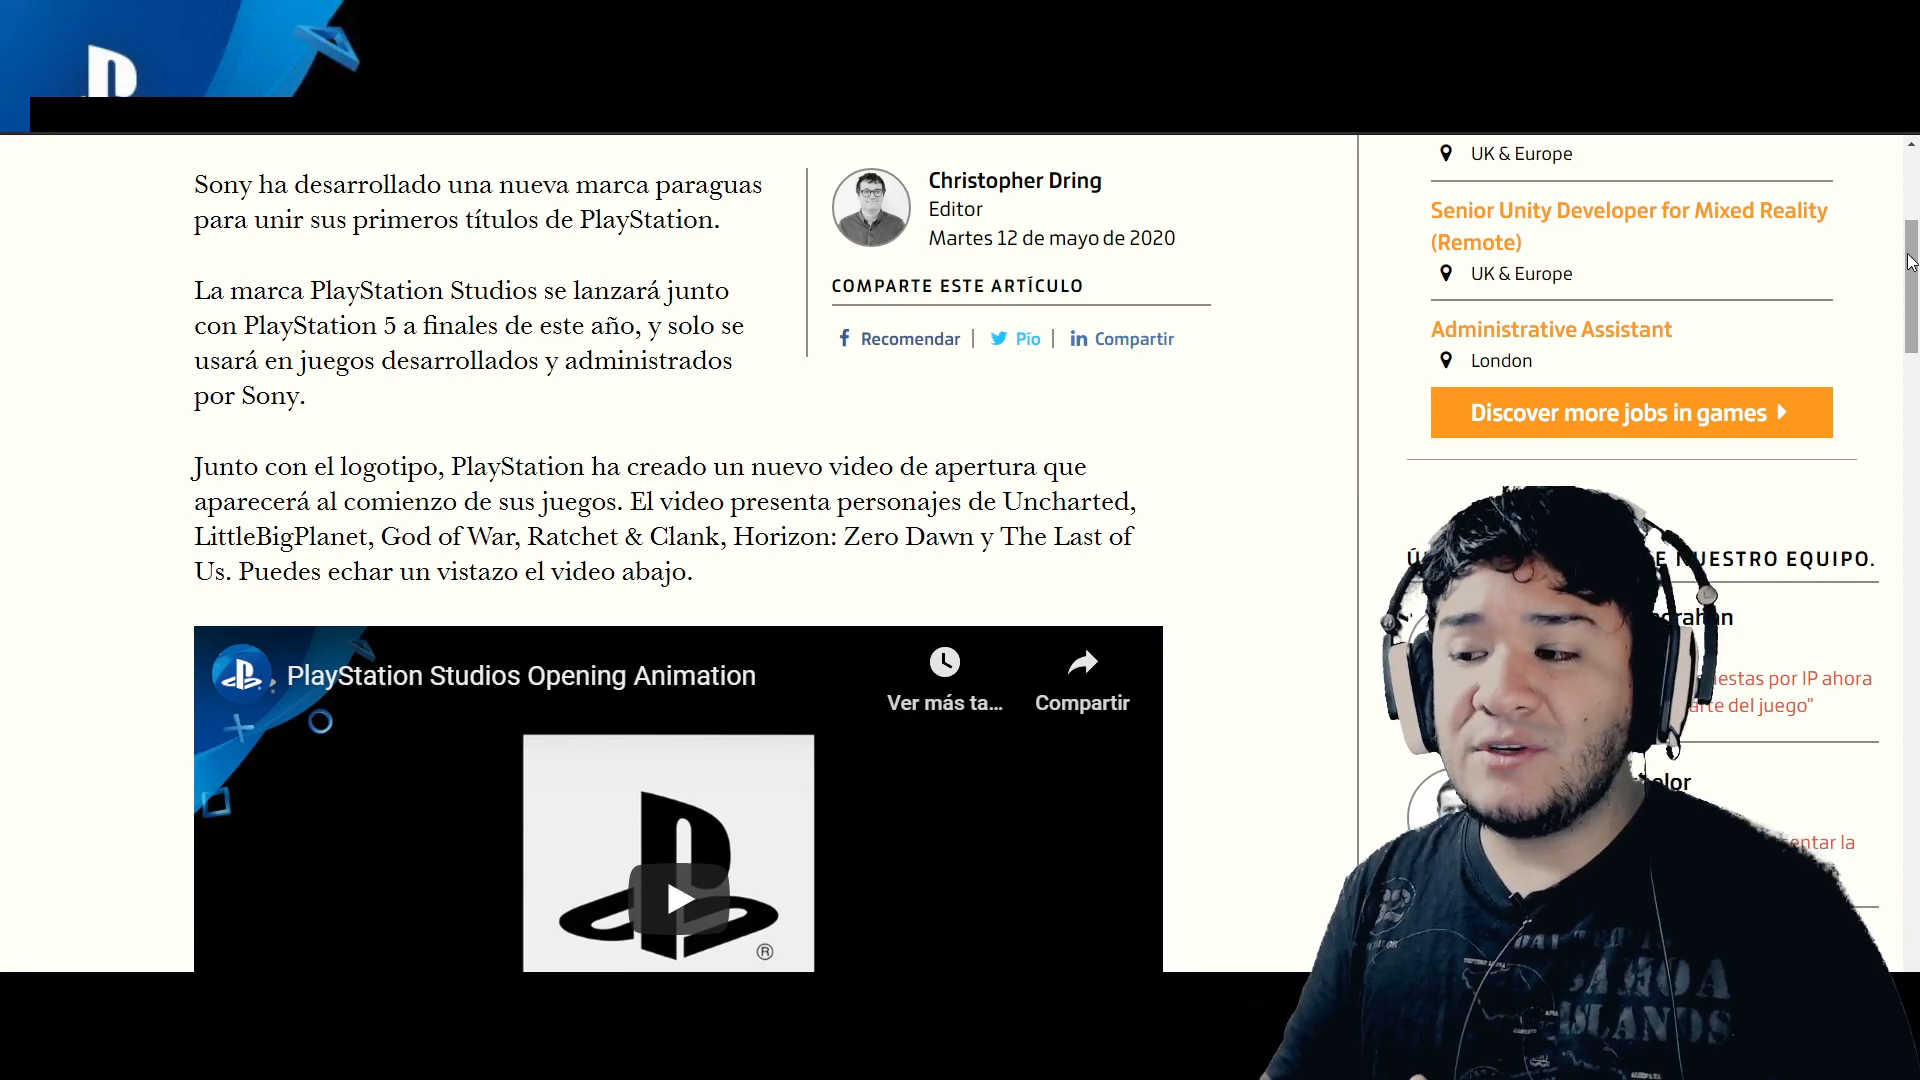 Sony ha desarrollado una nueva marca paraguas
para unir sus primeros títulos de PlayStation.
La marca PlayStation Studios se lanzará junto
con PlayStation 5 a finales de este año, y solo se
usará en juegos desarrollados y administrados
por Sony.
Christopher Dring
Editor
Martes 12 de mayo de 2020
COMPARTE ESTE ARTÍCULO
Recomendar
Pío
Compartir
Junto con el logotipo, PlayStation ha creado un nuevo video de apertura que
aparecerá al comienzo de sus juegos. El video presenta personajes de Uncharted,
LittleBigPlanet, God of War, Ratchet & Clank, Horizon: Zero Dawn y The Last of
Us. Puedes echar un vistazo el video abajo.
PlayStation Studios Opening Animation
Ver más ta...
Compartir
®
UK & Europe
Senior Unity Developer for Mixed Reality
(Remote)
UK & Europe
Administrative Assistant
London
Discover more jobs in games
NUESTRO EQUIPO.
por IP ahora
del juego"
la
ISLANDS